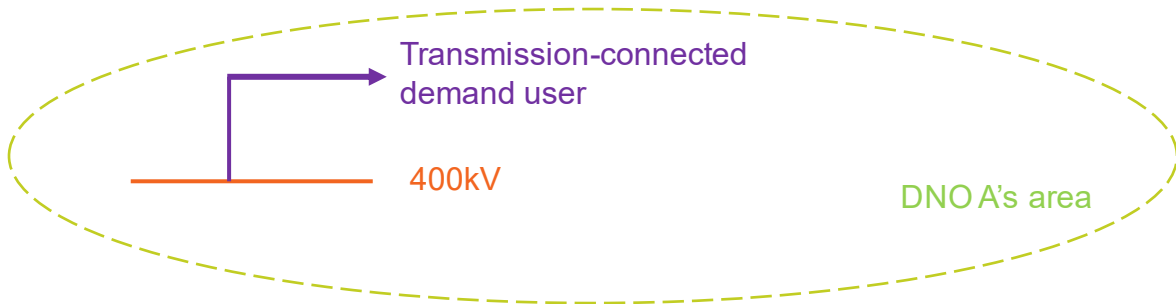 Transmission-connected
demand user
400kV
DNO A’s area